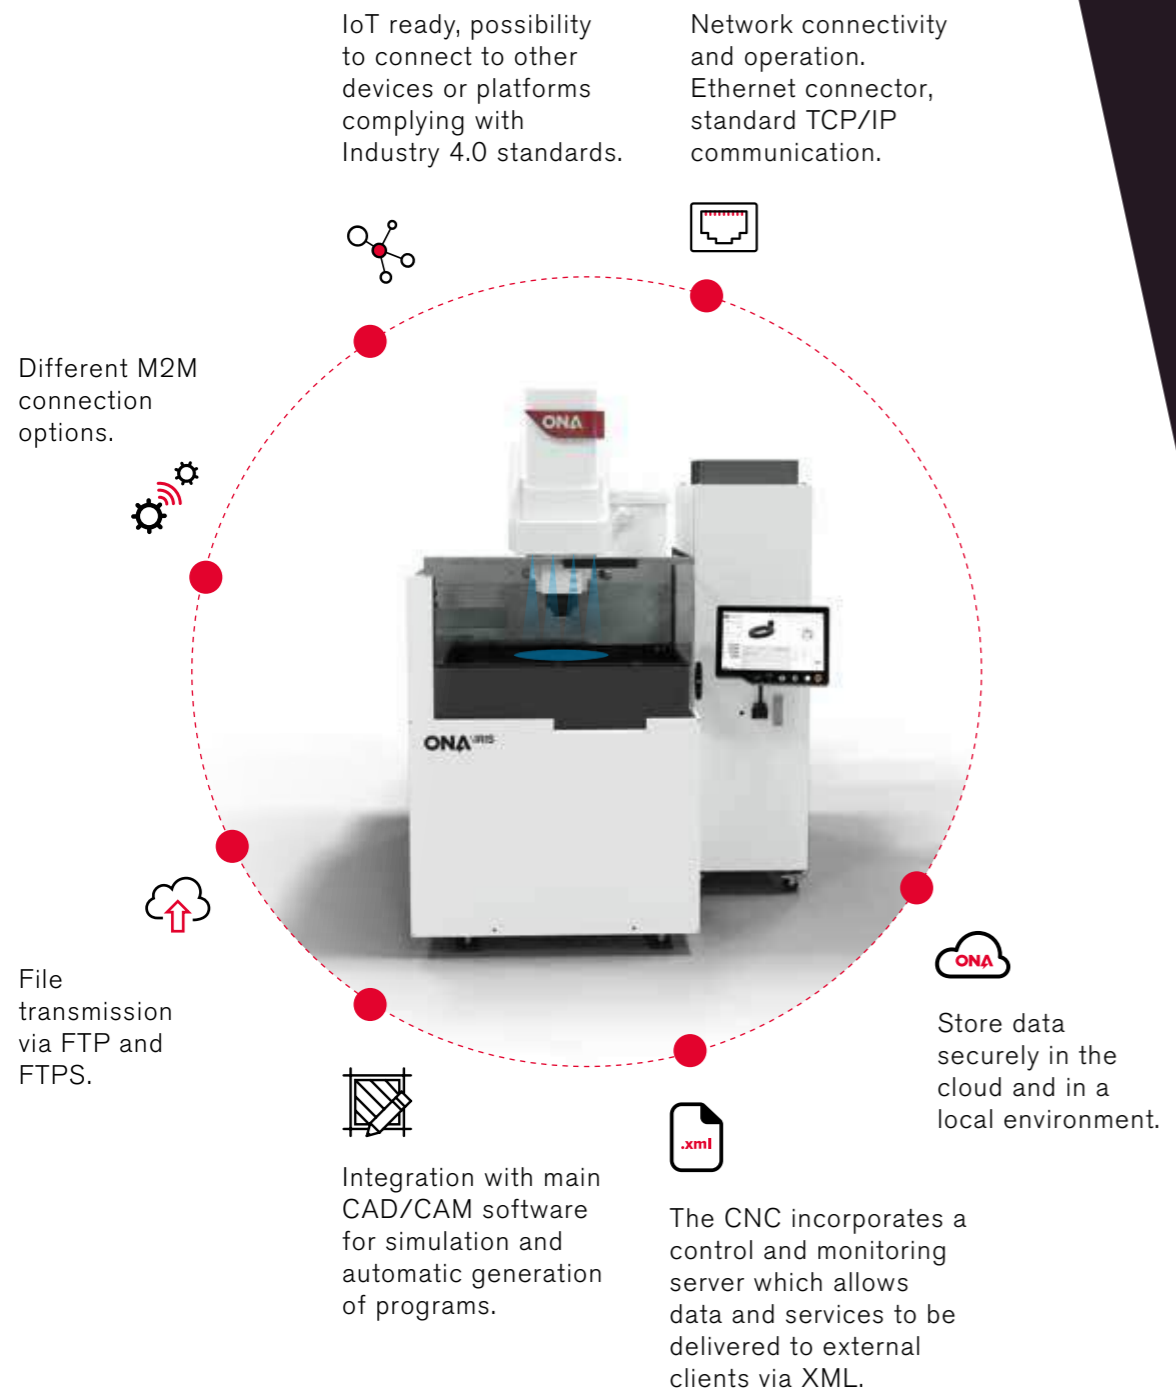 IoT ready, possibility
to connect to other
devices or platforms
complying with
Industry 4.0 standards.
Network connectivity
and operation.
Ethernet connector,
standard TCP/IP
communication.
Different M2M
connection
options.
ONA
ONA IRIS
File
transmission
via FTP and
FTPS.
ONA
Store data
securely in the
cloud and in a
local environment.
Integration with main
CAD/CAM software
for simulation and
automatic generation
of programs.
.xml
The CNC incorporates a
control and monitoring
server which allows
data and services to be
delivered to external
clients via XML.